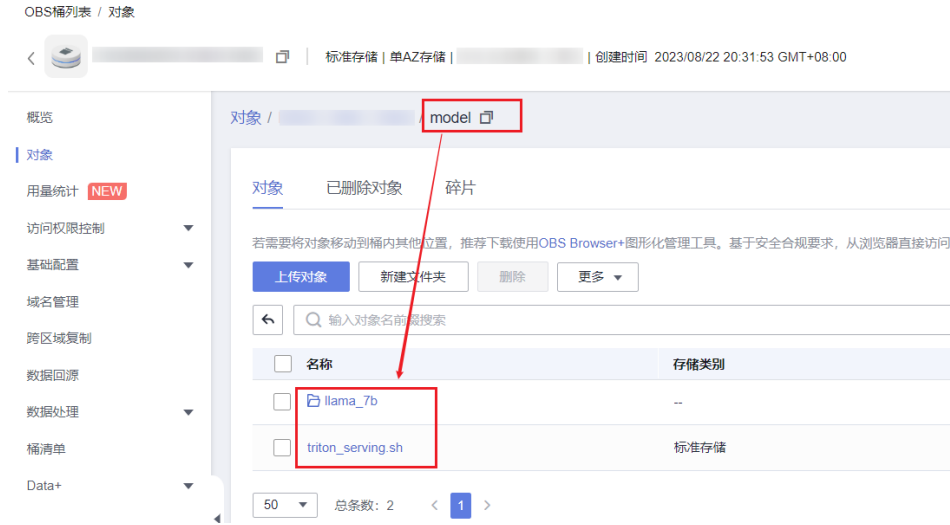 OBS桶列表 / 对象
标准存储 | 单AZ存储 | | 创建时间 2023/08/22 20:31:53 GMT+08:00
概览
对象
用量统计 NEW
访问权限控制
基础配置
域名管理
跨区域复制
数据回源
数据处理
桶清单
Data+
对象 / / model
对象 已删除对象 碎片
若需要将对象移动到桶内其他位置，推荐下载使用OBS Browser+图形化管理工具。基于安全合规要求，从浏览器直接访问
上传对象 新建文件夹 删除 更多
输入对象名前缀搜索
名称 存储类别
llama_7b --
triton_serving.sh 标准存储
50 总条数：2 < 1 >